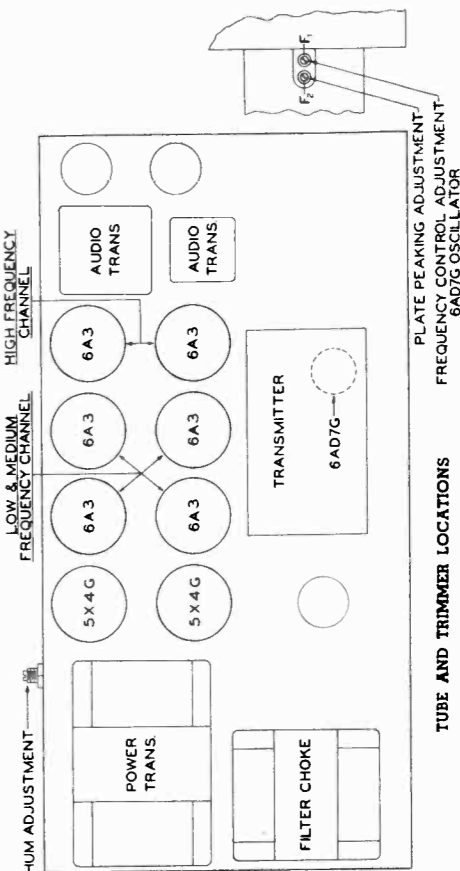 HUM ADJUSTMENT
LOW & MEDIUM
FREQUENCY CHANNEL
HIGH FREQUENCY
CHANNEL
POWER
TRANS.
5X4G
6A3
6A3
6A3
AUDIO
TRANS
5X4G
6A3
6A3
6A3
AUDIO
TRANS
FILTER CHOKE
TRANSMITTER
6AD7G
F2
F1
PLATE PEAKING ADJUSTMENT
FREQUENCY CONTROL ADJUSTMENT
6AD7G OSCILLATOR
TUBE AND TRIMMER LOCATIONS